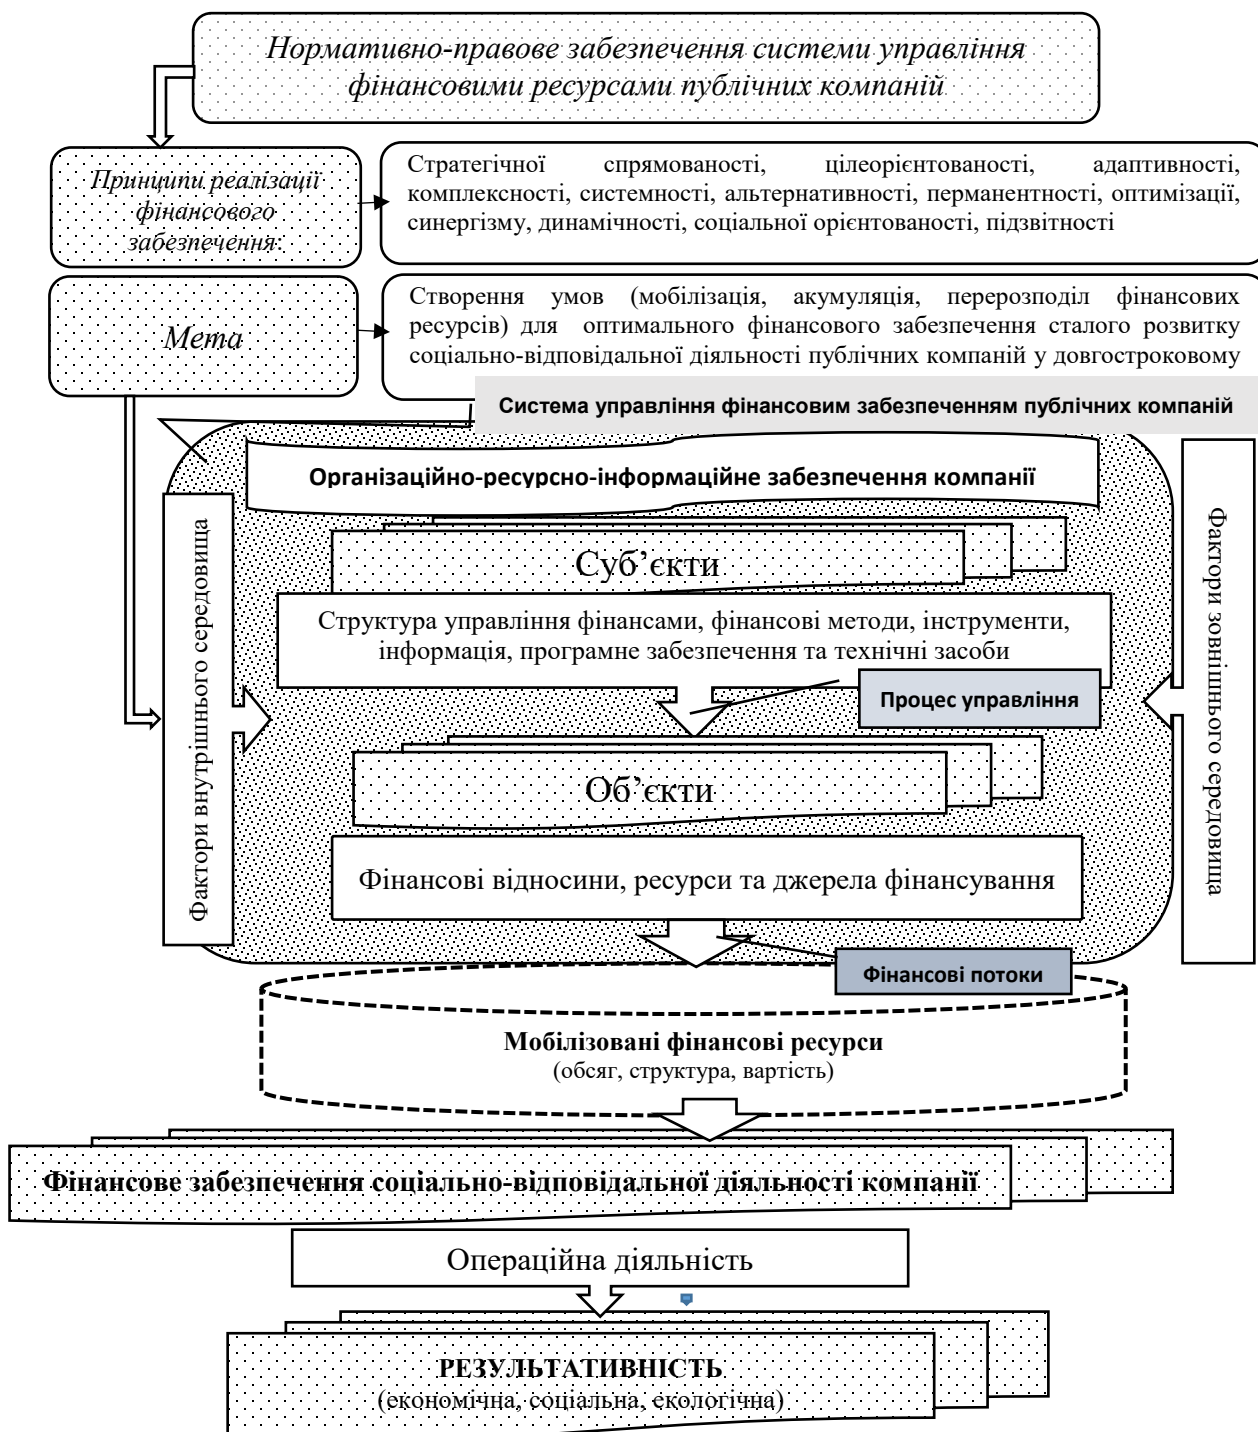 Нормативно-правове забезпечення системи управління
фінансовими ресурсами публічних компаній
Принципи реалізації
фінансового
забезпечення:
Стратегічної спрямованості, цілеорієнтованості, адаптивності,
комплексності, системності, альтернативності, перманентності, оптимізації,
синергізму, динамічності, соціальної орієнтованості, підзвітності
Мета
Створення умов (мобілізація, акумуляція, перерозподіл фінансових
ресурсів) для оптимального фінансового забезпечення сталого розвитку
соціально-відповідальної діяльності публічних компаній у довгостроковому
Система управління фінансовим забезпеченням публічних компаній
Організаційно-ресурсно-інформаційне забезпечення компанії
Фактори внутрішнього середовища
Суб’єкти
Структура управління фінансами, фінансові методи, інструменти,
інформація, програмне забезпечення та технічні засоби
Процес управління
Об’єкти
Фінансові відносини, ресурси та джерела фінансування
Фактори зовнішнього середовища
Фінансові потоки
Мобілізовані фінансові ресурси
(обсяг, структура, вартість)
Фінансове забезпечення соціально-відповідальної діяльності компанії
Операційна діяльність
РЕЗУЛЬТАТИВНІСТЬ
(економічна, соціальна, екологічна)